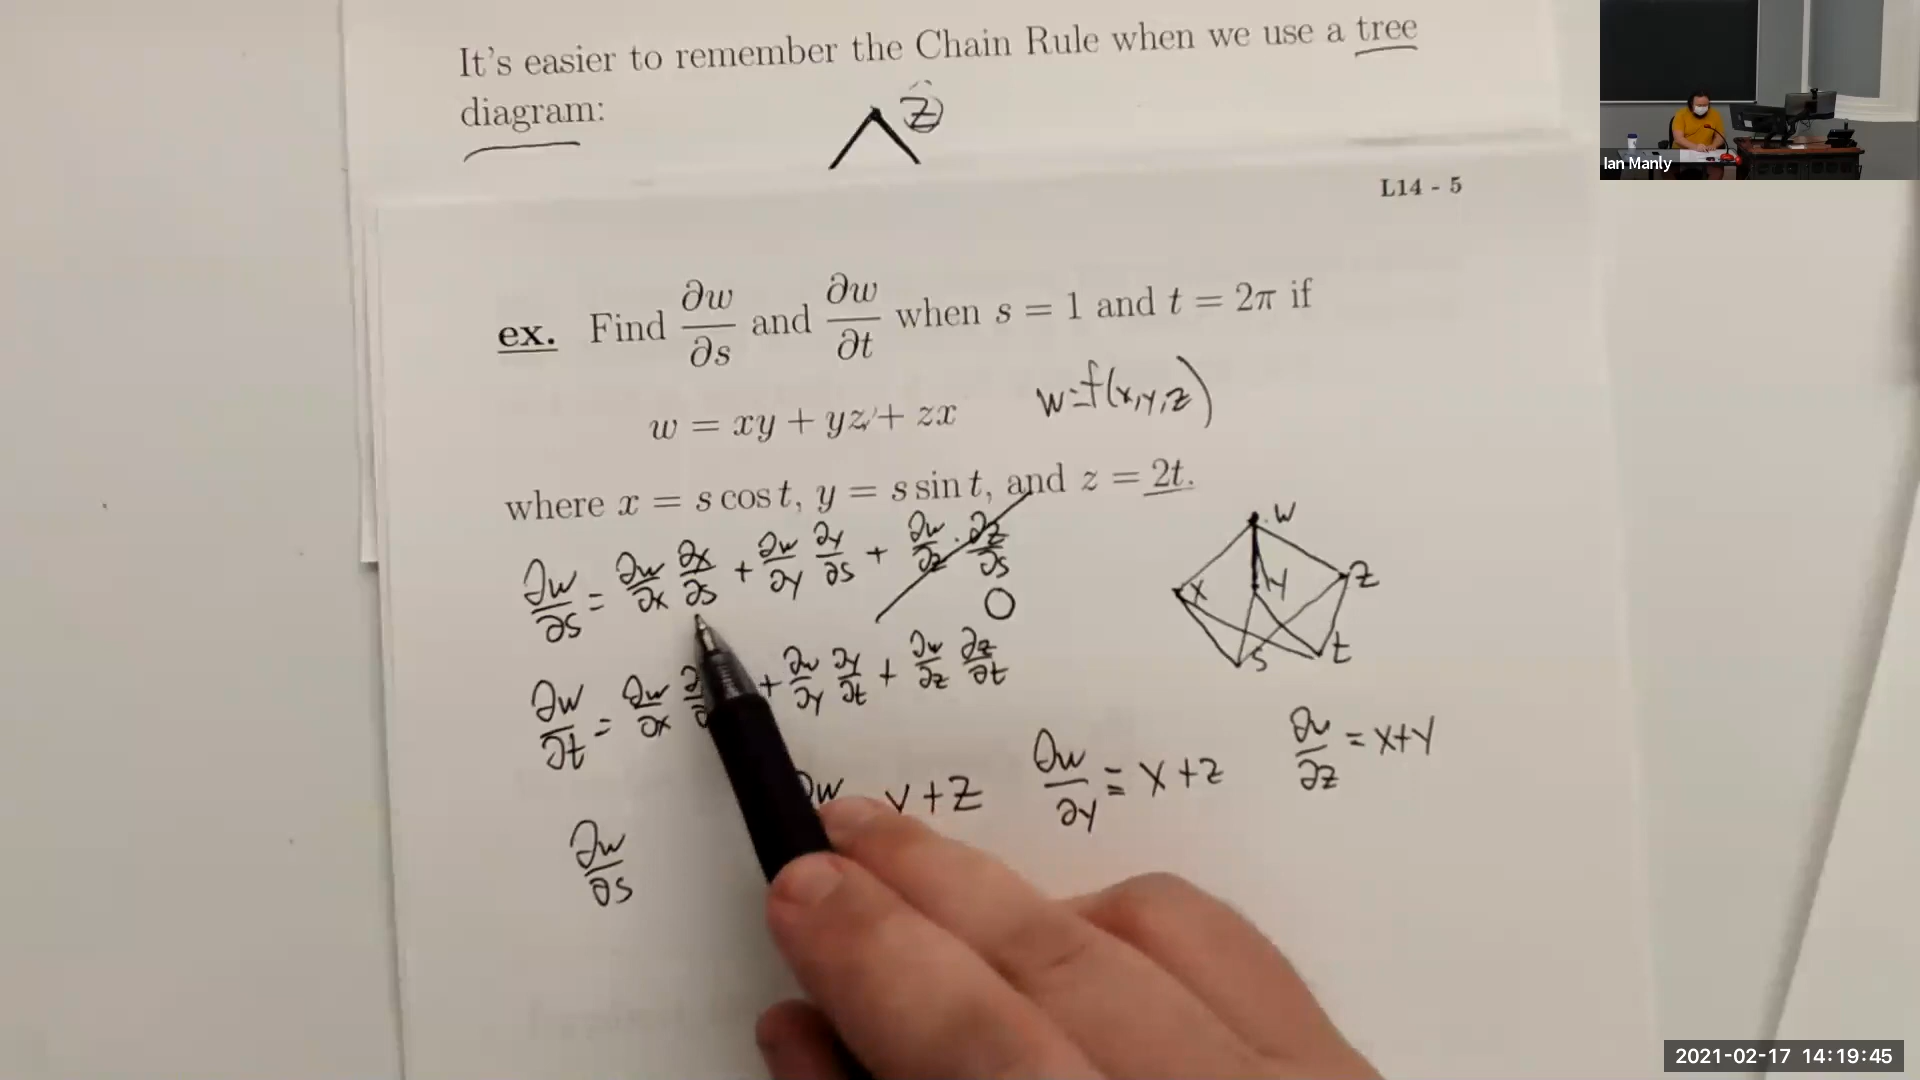 It's easier to remember the Chain Rule when we use a tree
diagram:
z
Ian Manly
L14 - 5
ex. Find ∂w/∂s and ∂w/∂t when s = 1 and t = 2π if
w = xy + yz + zx
w=f(x,y,z)
where x = s cos t, y = s sin t, and z = 2t.
∂w/∂s = ∂w/∂x ∂x/∂s + ∂w/∂y ∂y/∂s + ∂w/∂z · ∂z/∂s
0
w
x y z
s t
∂w/∂t = ∂w/∂x + ∂w/∂y ∂y/∂t + ∂w/∂z ∂z/∂t
∂w y+z ∂w/∂y = x+z ∂w/∂z = x+y
∂w/∂s
2021-02-17 14:19:45